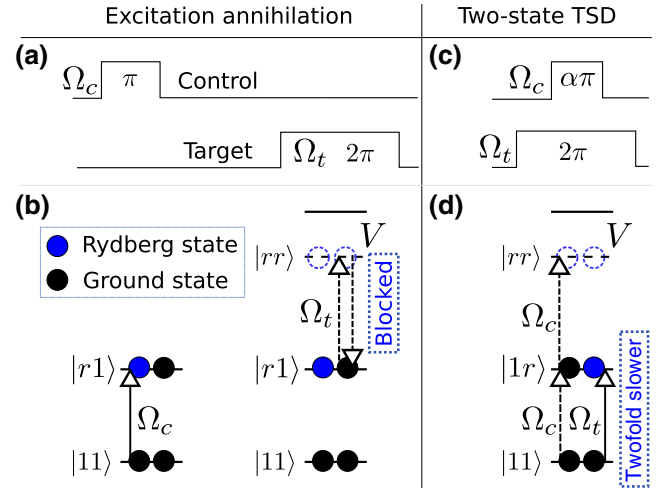 Excitation annihilation
Two-state TSD
(a)
Ω_c
π
Control
Target
Ω_t 2π
(c)
Ω_c
απ
Ω_t
2π
(b)
Rydberg state
Ground state
|rr⟩
V
Ω_t
Blocked
|r1⟩
|r1⟩
Ω_c
|11⟩
|11⟩
(d)
|rr⟩
V
Ω_c
|1r⟩
Ω_c
Ω_t
|11⟩
Twofold slower